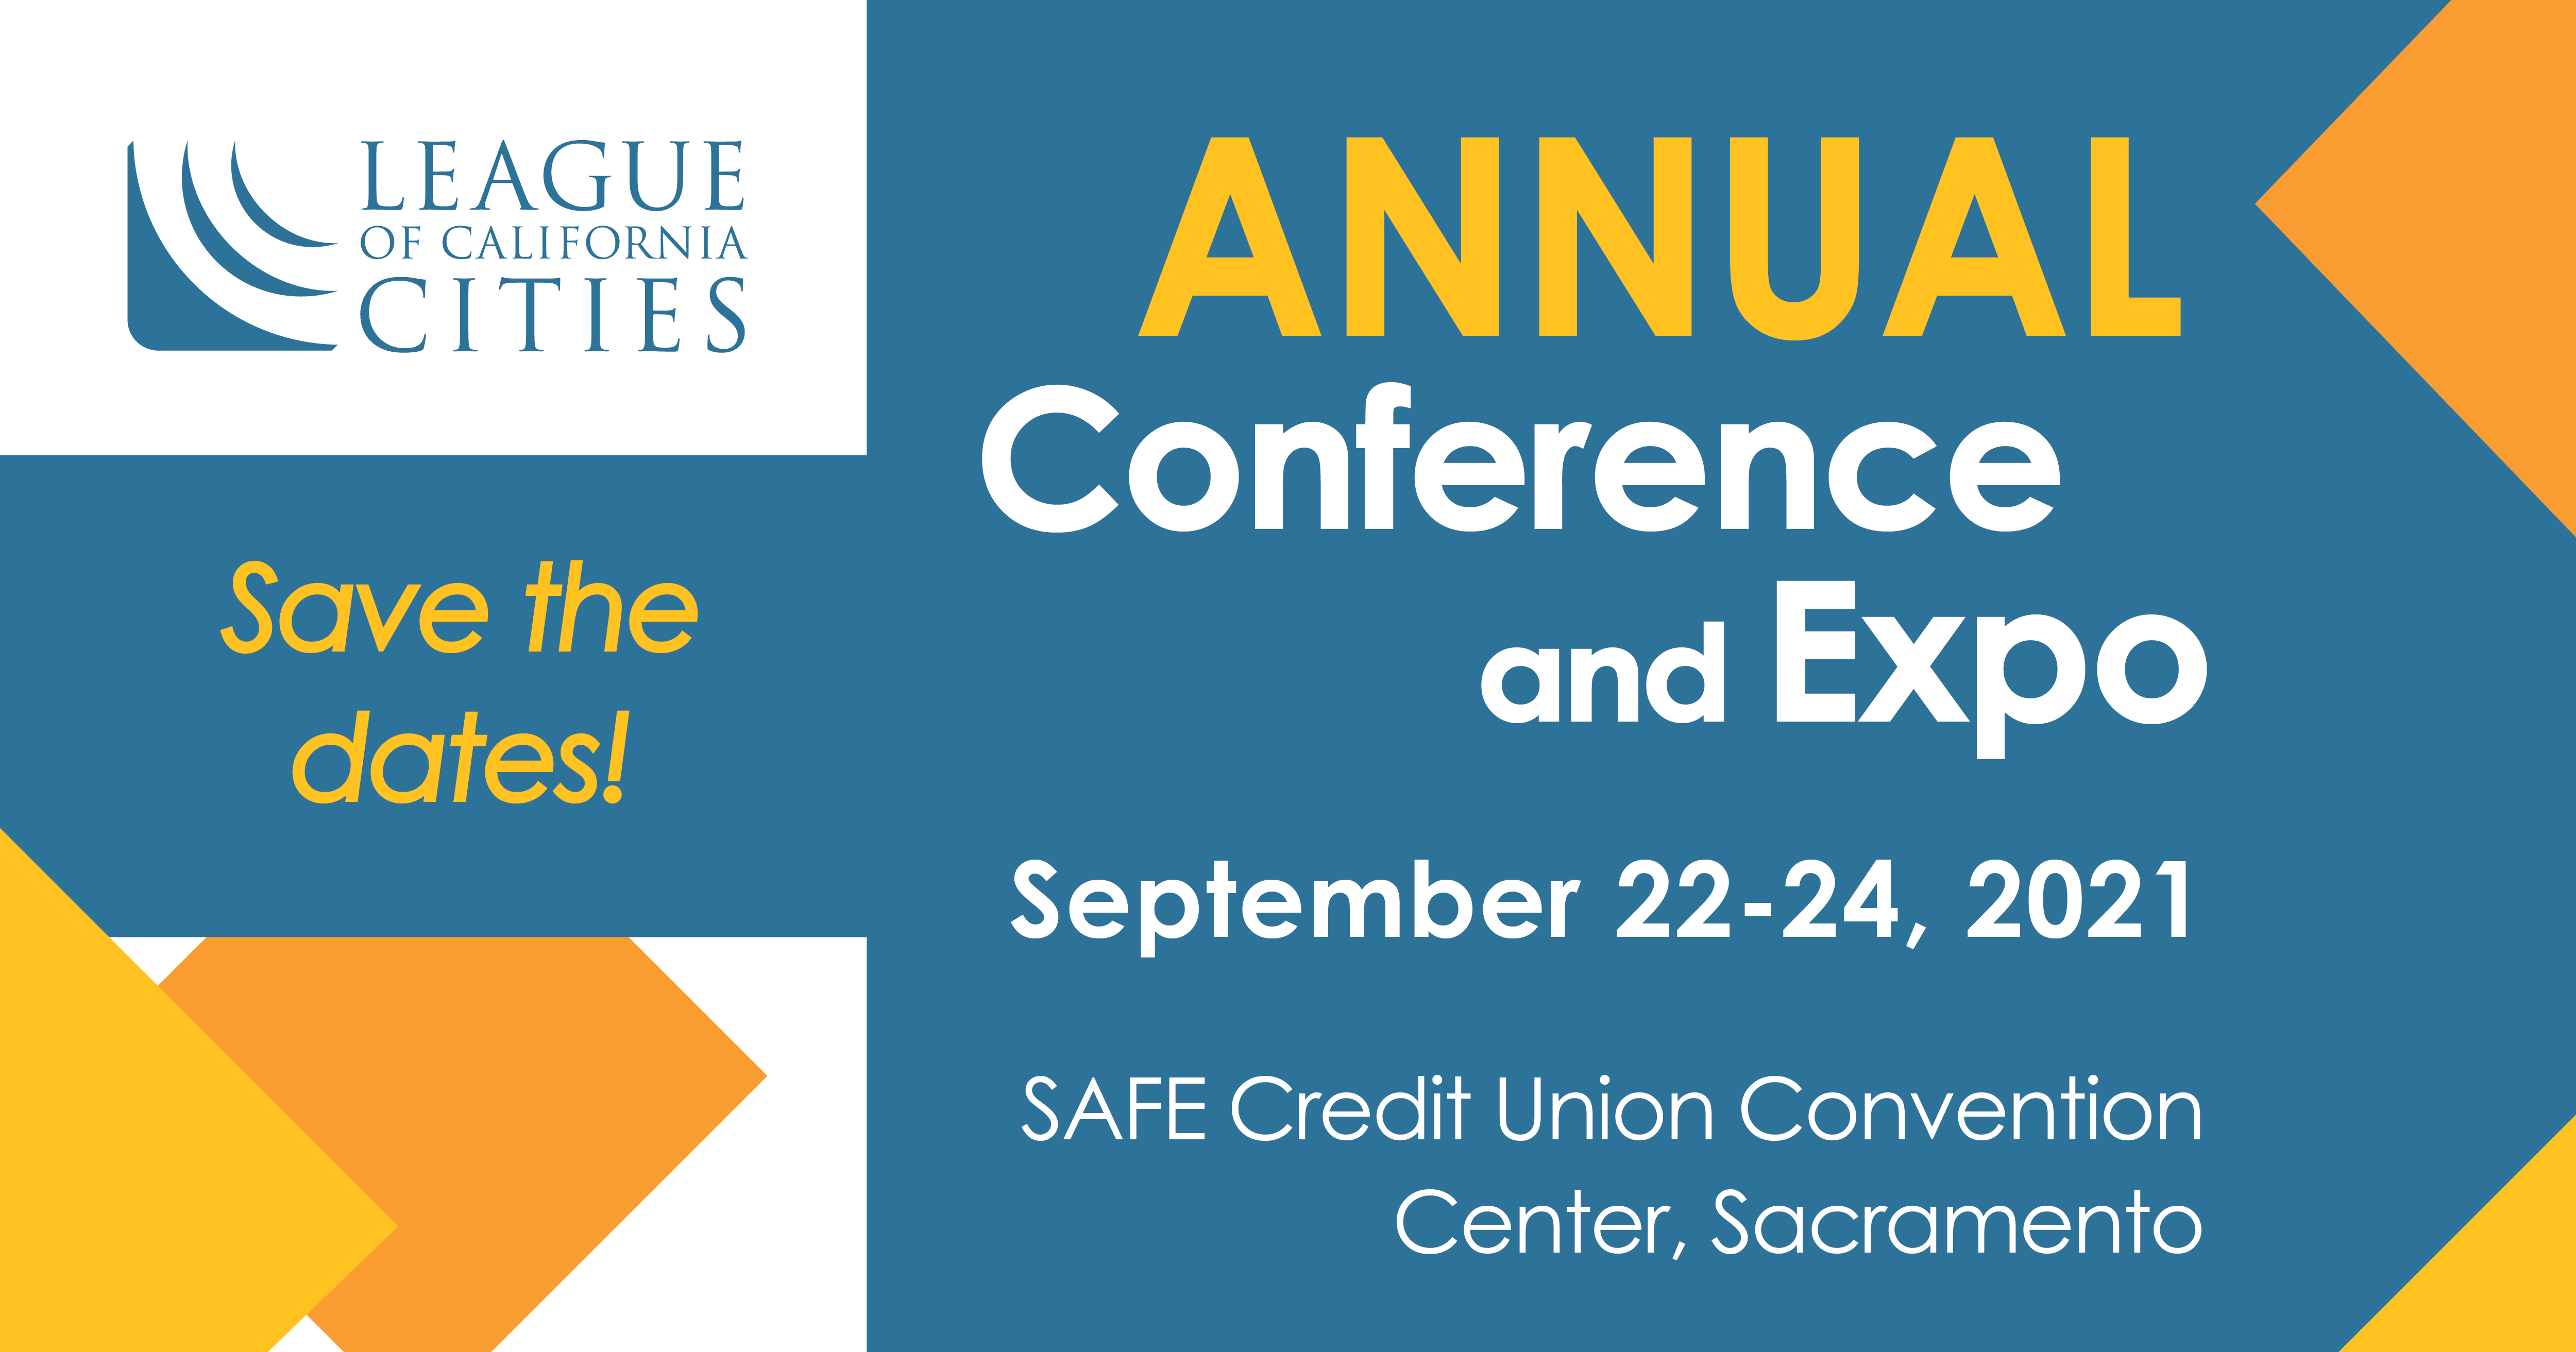 LEAGUE
OF CALIFORNIA
CITIES
Save the
dates!
ANNUAL
Conference
and Expo
September 22-24, 2021
SAFE Credit Union Convention
Center, Sacramento